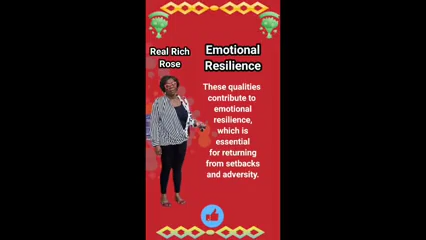 Real Rich
Rose
Emotional
Resilience
These qualities
contribute to
emotional
resilience,
which is
essential
for returning
from setbacks
and adversity.